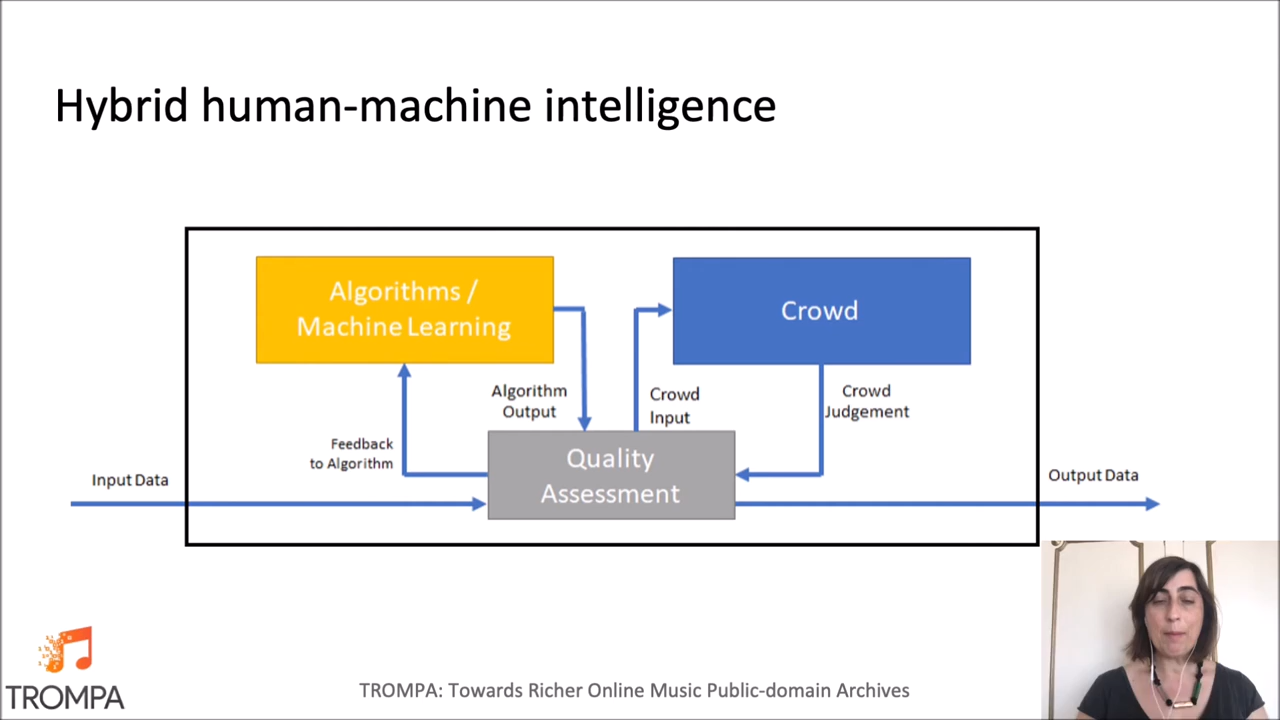 Hybrid human-machine intelligence
Algorithms /
Machine Learning
Crowd
Algorithm
Output
Crowd
Input
Crowd
Judgement
Feedback
to Algorithm
Quality
Assessment
Input Data
Output Data
TROMPA
TROMPA: Towards Richer Online Music Public-domain Archives